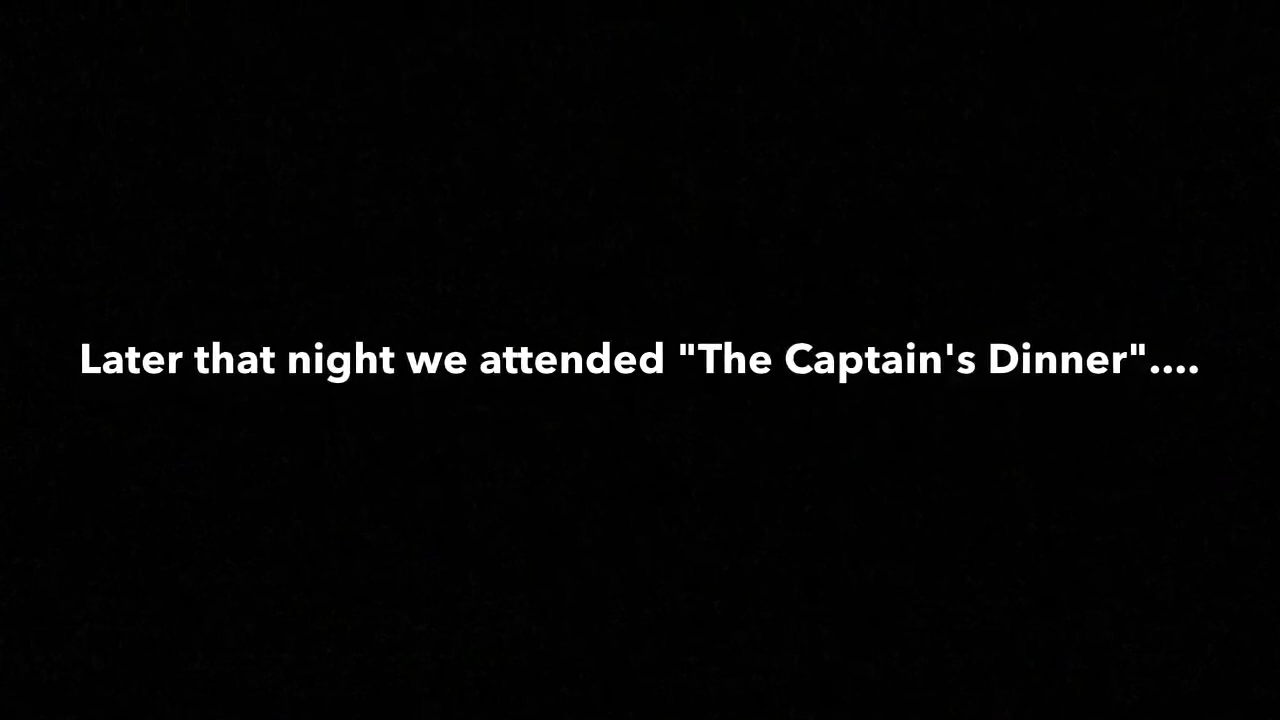 Later that night we attended "The Captain's Dinner"....